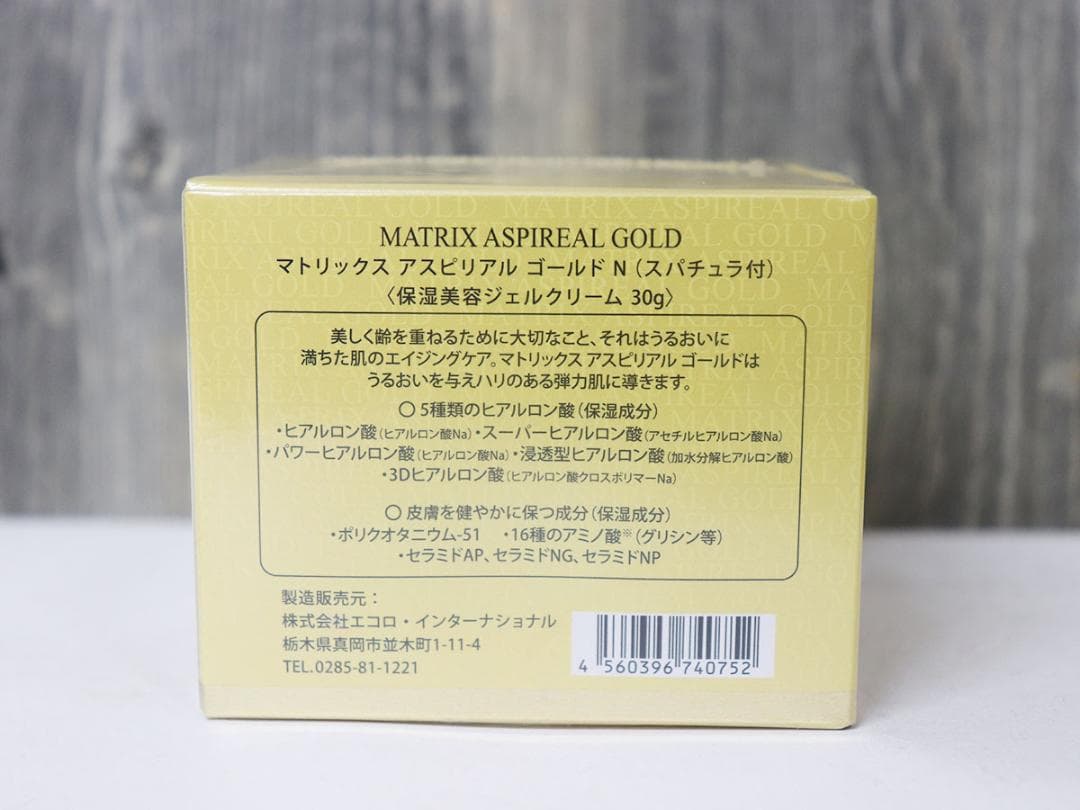 MATRIX ASPIREAL GOLD
マトリックス アスピリアル ゴールド N（スパチュラ付）
〈保湿美容ジェルクリーム 30g〉
美しく齢を重ねるために大切なこと、それはうるおいに
満ちた肌のエイジングケア。マトリックス アスピリアル ゴールドは
うるおいを与えハリのある弾力肌に導きます。
〇 5種類のヒアルロン酸（保湿成分）
・ヒアルロン酸（ヒアルロン酸Na）・スーパーヒアルロン酸（アセチルヒアルロン酸Na）
・パワーヒアルロン酸（ヒアルロン酸Na）・浸透型ヒアルロン酸（加水分解ヒアルロン酸）
・3Dヒアルロン酸（ヒアルロン酸クロスポリマーNa）
〇 皮膚を健やかに保つ成分（保湿成分）
・ポリクオタニウム-51 ・16種のアミノ酸※（グリシン等）
・セラミドAP、セラミドNG、セラミドNP
製造販売元：
株式会社エコロ・インターナショナル
栃木県真岡市並木町1-11-4
TEL.0285-81-1221
4 560396 740752